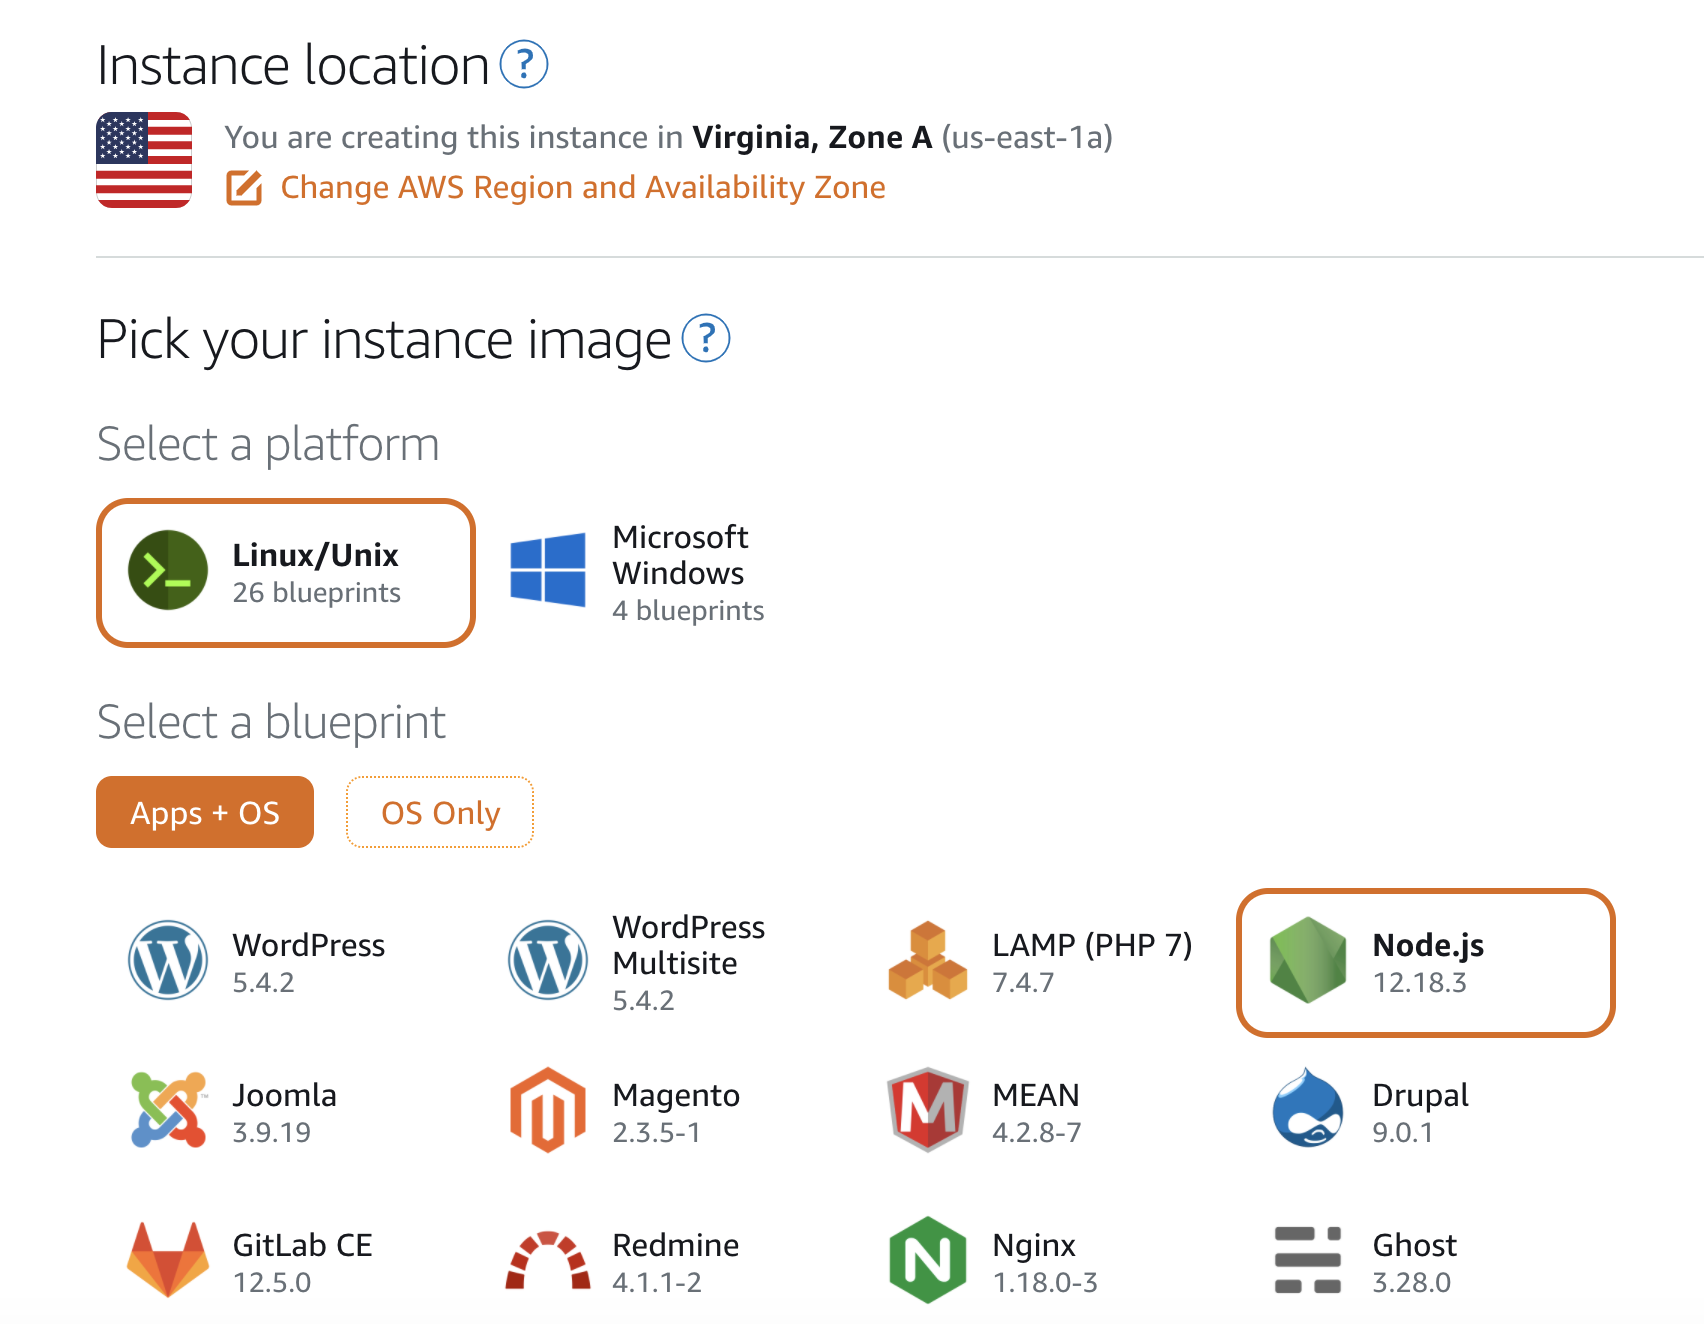 Instance location ?
You are creating this instance in Virginia, Zone A (us-east-1a)
Change AWS Region and Availability Zone
Pick your instance image ?
Select a platform
Linux/Unix
26 blueprints
Microsoft
Windows
4 blueprints
Select a blueprint
Apps + OS
OS Only
WordPress
5.4.2
WordPress
Multisite
5.4.2
LAMP (PHP 7)
7.4.7
Node.js
12.18.3
Joomla
3.9.19
Magento
2.3.5-1
MEAN
4.2.8-7
Drupal
9.0.1
GitLab CE
12.5.0
Redmine
4.1.1-2
Nginx
1.18.0-3
Ghost
3.28.0